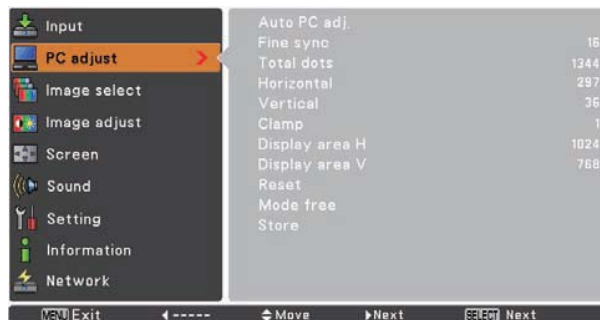 Input
PC adjust
Image select
Image adjust
Screen
Sound
Setting
Information
Network
Auto PC adj.
Fine sync 16
Total dots 1344
Horizontal 297
Vertical 36
Clamp 1
Display area H 1024
Display area V 768
Reset
Mode free
Store
MENU Exit ----- Move Next SELECT Next